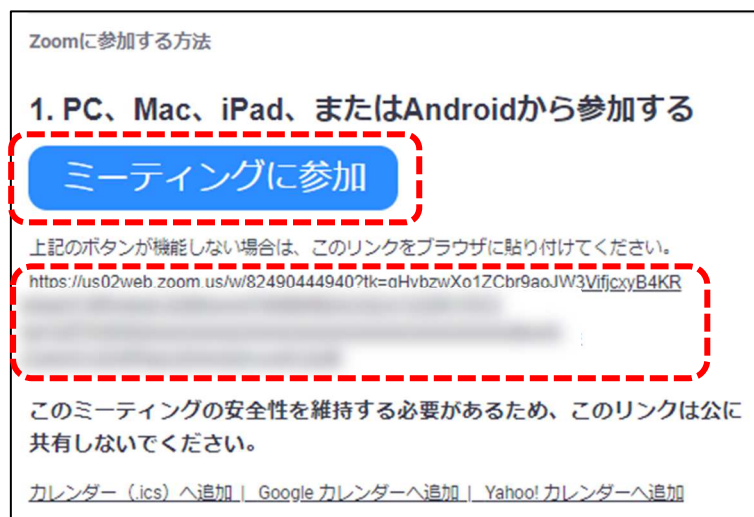 Zoomに参加する方法
1. PC、Mac、iPad、またはAndroidから参加する
ミーティングに参加
上記のボタンが機能しない場合は、このリンクをブラウザに貼り付けてください。
https://us02web.zoom.us/w/82490444940?tk=qHvbzwXo1ZCbr9aoJW3VifjcxyB4KR
このミーティングの安全性を維持する必要があるため、このリンクは公に
共有しないでください。
カレンダー（.ics）へ追加 | Google カレンダーへ追加 | Yahoo! カレンダーへ追加